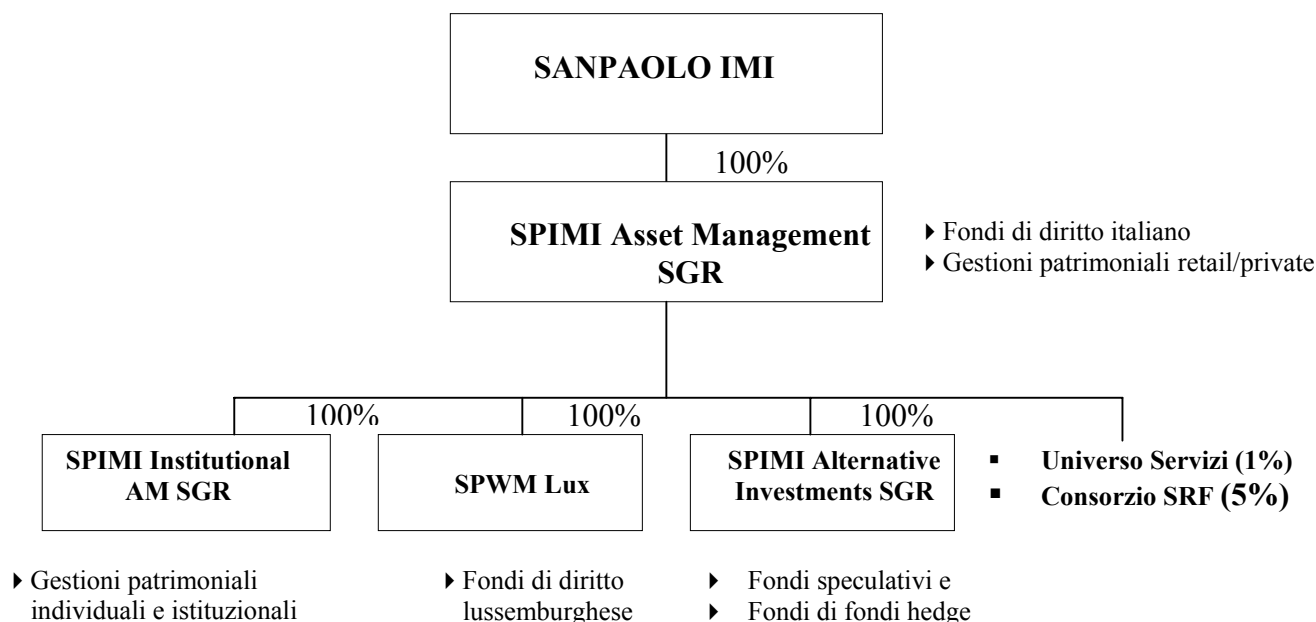 SANPAOLO IMI
100%
SPIMI Asset Management
SGR
Fondi di diritto italiano
Gestioni patrimoniali retail/private
100%
100%
100%
SPIMI Institutional
AM SGR
SPWM Lux
SPIMI Alternative
Investments SGR
Universo Servizi (1%)
Consorzio SRF (5%)
Gestioni patrimoniali
individuali e istituzionali
Fondi di diritto
lussemburghese
Fondi speculativi e
Fondi di fondi hedge